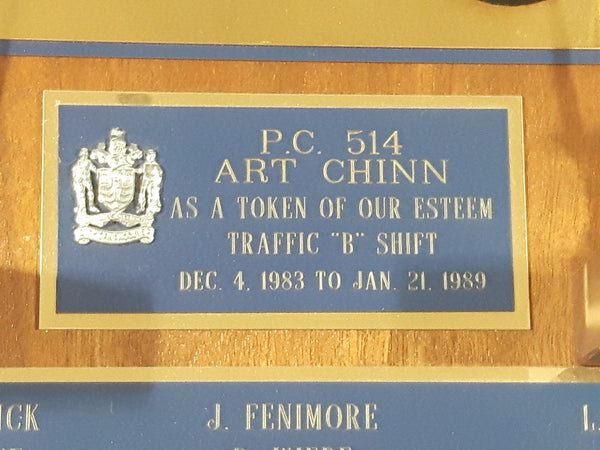 P.C. 514
ART CHINN
AS A TOKEN OF OUR ESTEEM
TRAFFIC "B" SHIFT
DEC. 4, 1983 TO JAN. 21, 1989
J. FENIMORE